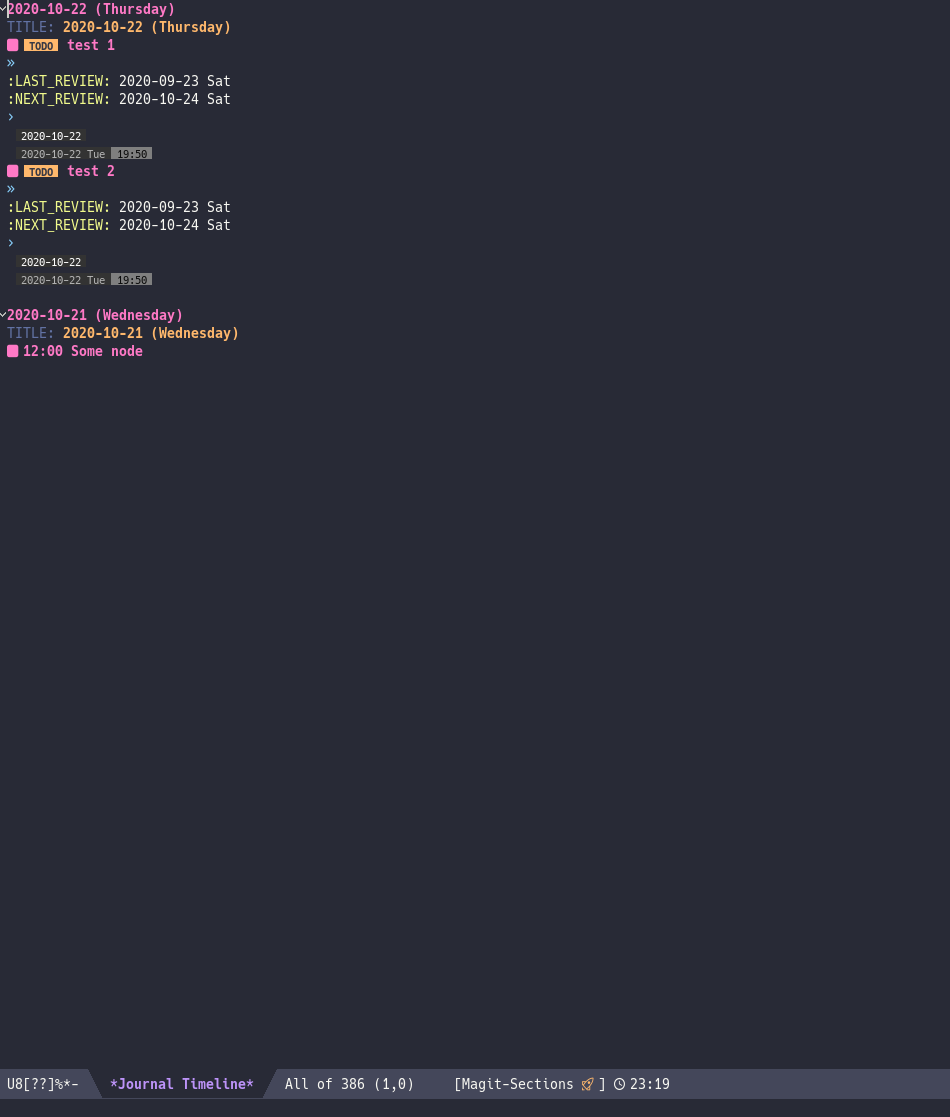 2020-10-22 (Thursday)
TITLE: 2020-10-22 (Thursday)
TODO test 1
»
:LAST_REVIEW: 2020-09-23 Sat
:NEXT_REVIEW: 2020-10-24 Sat
›
2020-10-22
2020-10-22 Tue 19:50
TODO test 2
»
:LAST_REVIEW: 2020-09-23 Sat
:NEXT_REVIEW: 2020-10-24 Sat
›
2020-10-22
2020-10-22 Tue 19:50
2020-10-21 (Wednesday)
TITLE: 2020-10-21 (Wednesday)
12:00 Some node
U8[??]%*- *Journal Timeline* All of 386 (1,0) [Magit-Sections 🚀 ] 23:19